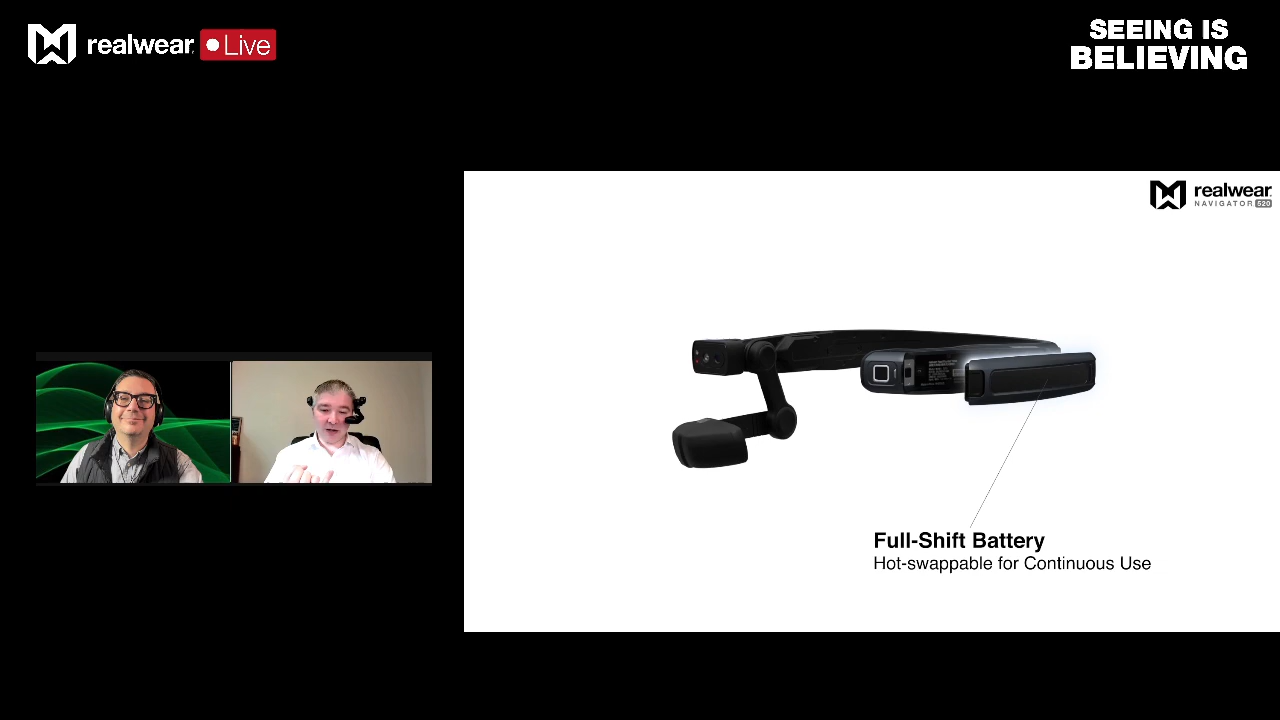 realwear
Live
SEEING IS
BELIEVING
realwear
NAVIGATOR 520
Full-Shift Battery
Hot-swappable for Continuous Use